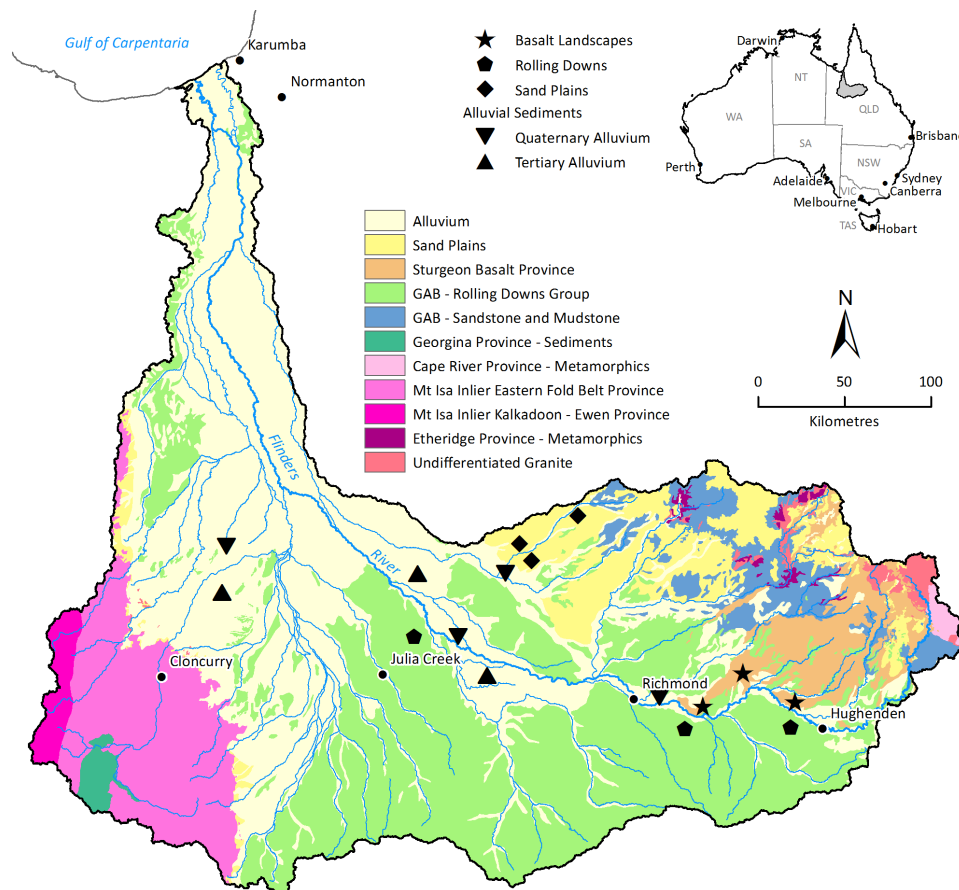 Gulf of Carpentaria
Karumba
Normanton
Basalt Landscapes
Rolling Downs
Sand Plains
Alluvial Sediments
Quaternary Alluvium
Tertiary Alluvium
Darwin
NT
QLD
WA
SA
Brisbane
NSW
Perth
Adelaide
Sydney
Canberra
VIC
Melbourne
TAS
Hobart
Alluvium
Sand Plains
Sturgeon Basalt Province
GAB - Rolling Downs Group
GAB - Sandstone and Mudstone
Georgina Province - Sediments
Cape River Province - Metamorphics
Mt Isa Inlier Eastern Fold Belt Province
Mt Isa Inlier Kalkadoon - Ewen Province
Etheridge Province - Metamorphics
Undifferentiated Granite
N
0 50 100
Kilometres
Flinders
River
Cloncurry
Julia Creek
Richmond
Hughenden